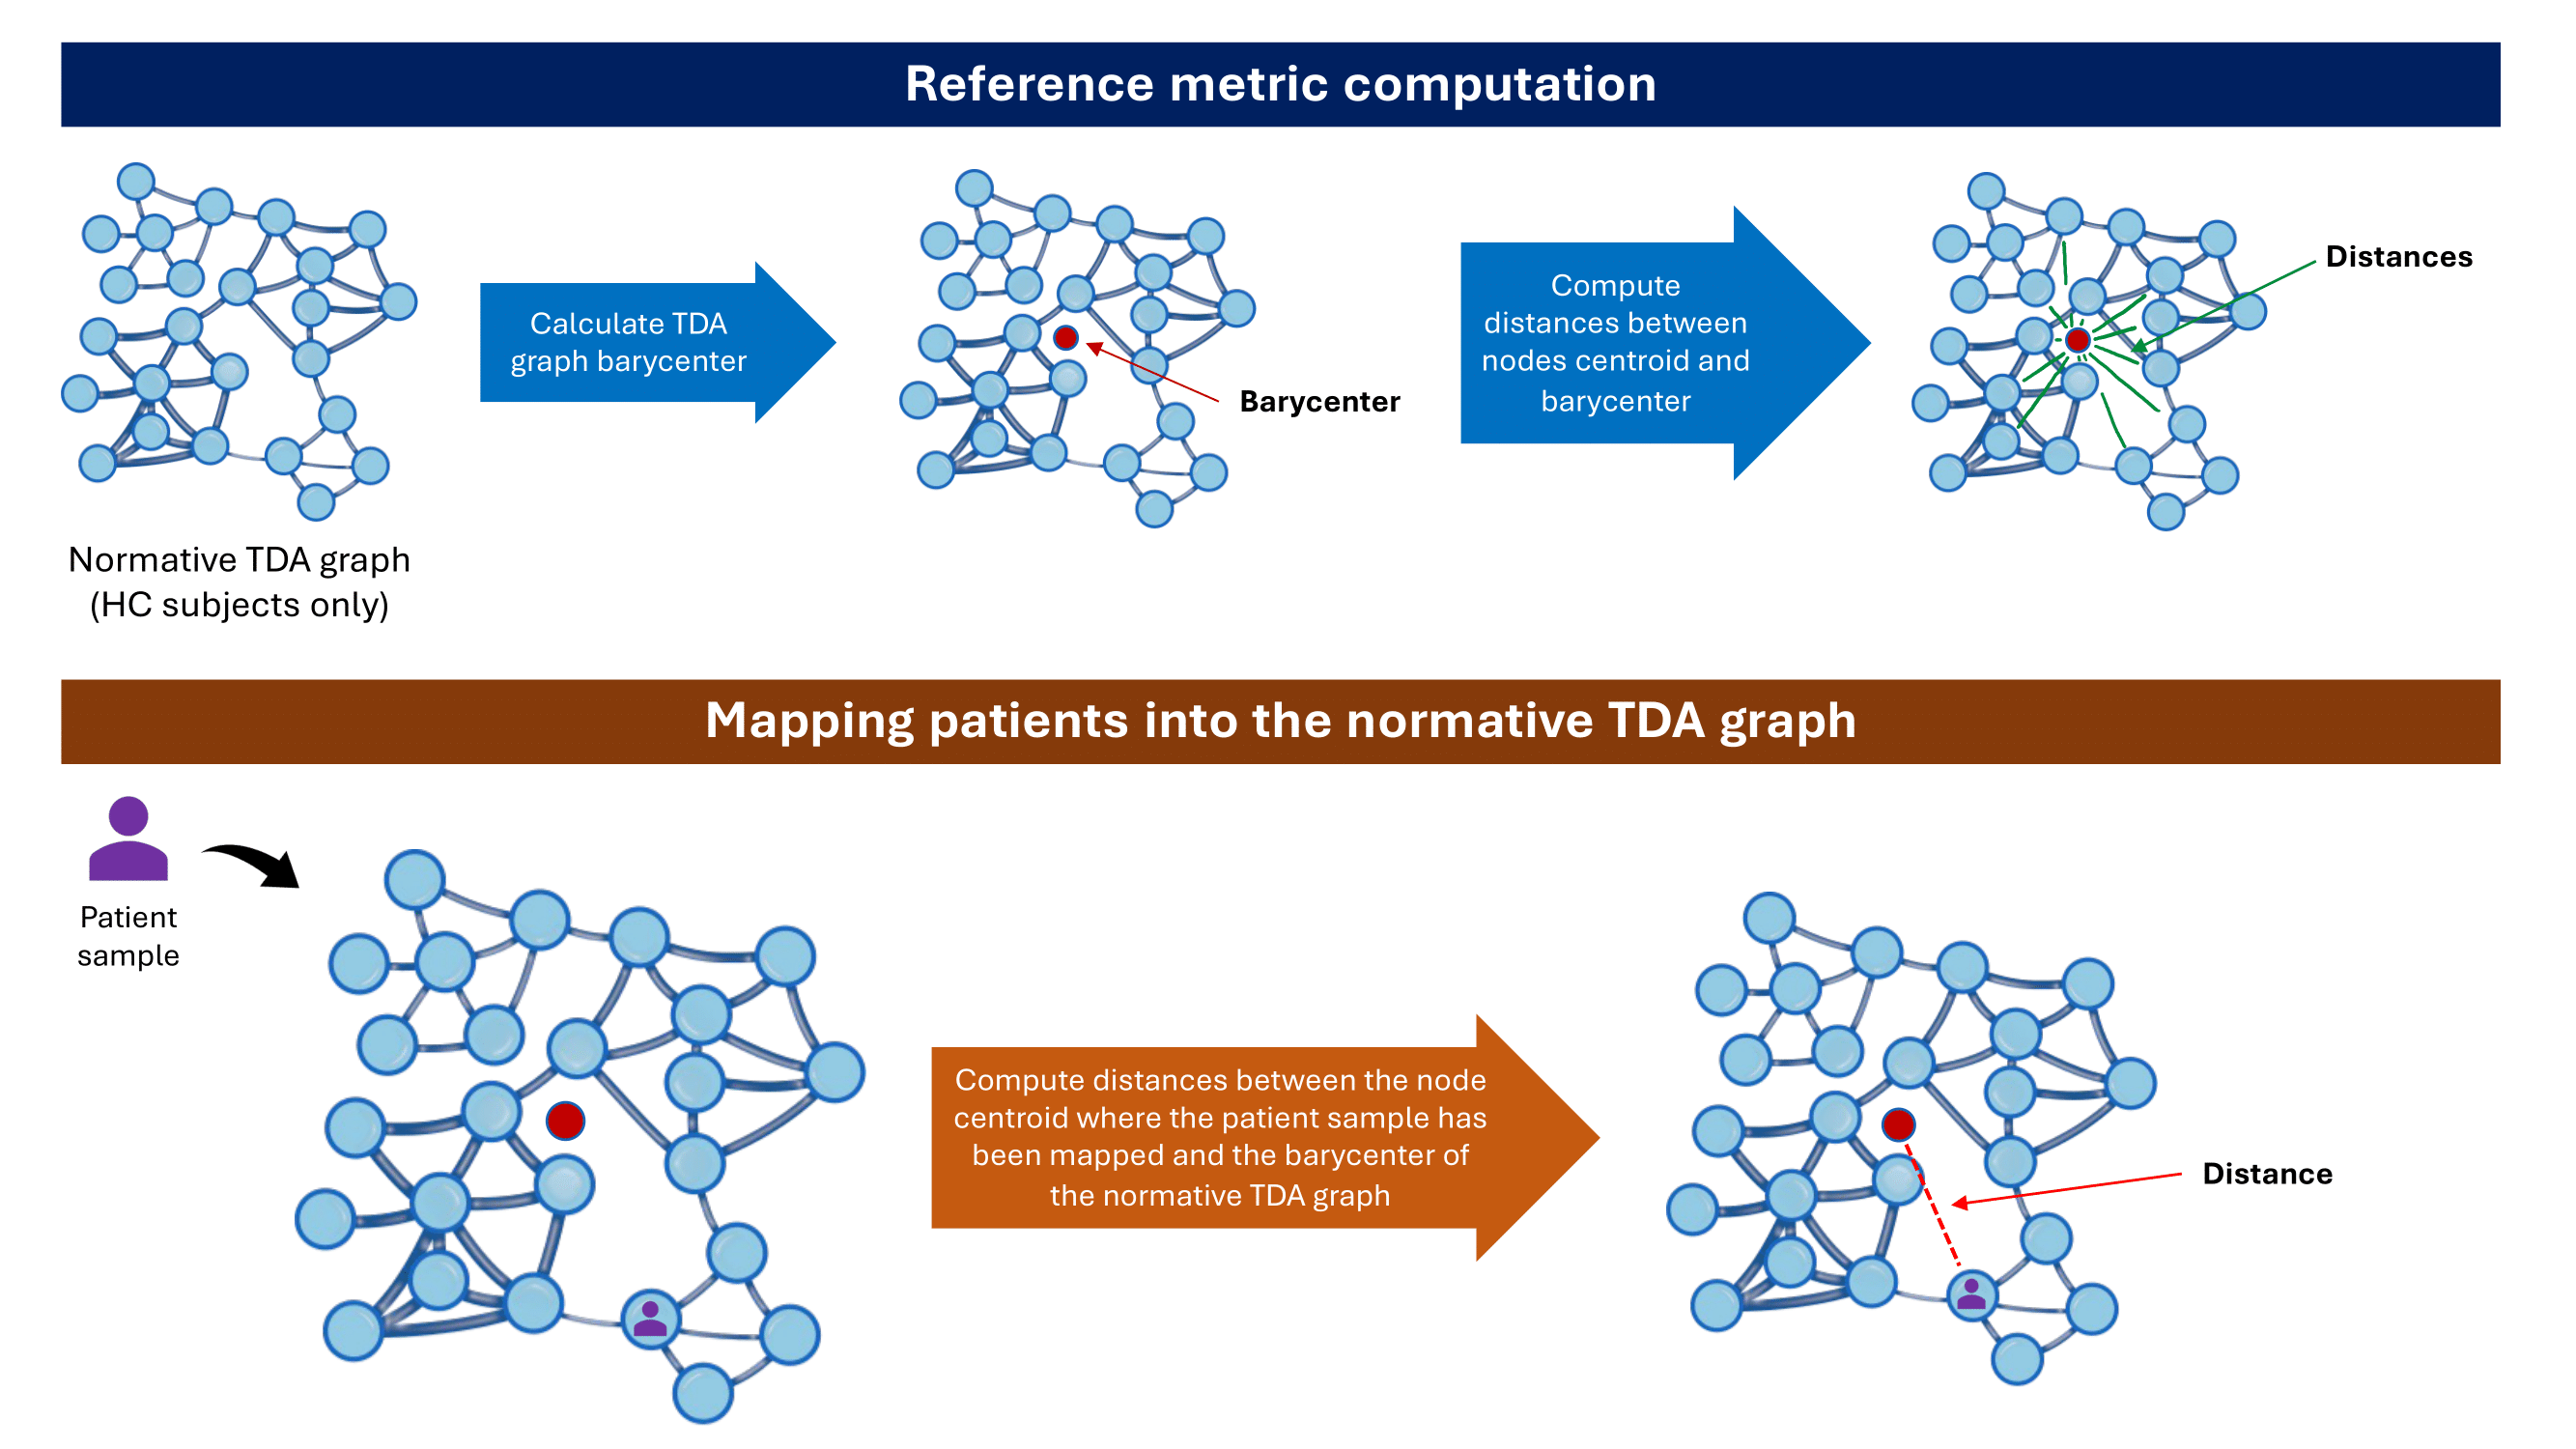 Reference metric computation
Calculate TDA
graph barycenter
Barycenter
Compute
distances between
nodes centroid and
barycenter
Distances
Normative TDA graph
(HC subjects only)
Mapping patients into the normative TDA graph
Patient
sample
Compute distances between the node
centroid where the patient sample has
been mapped and the barycenter of
the normative TDA graph
Distance